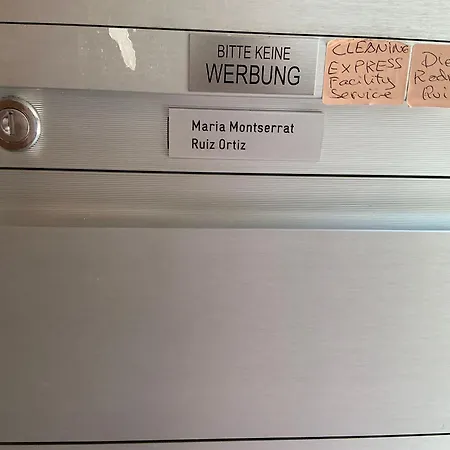 BITTE KEINE
WERBUNG
CLEANING
EXPRESS
Facility
Service
Maria Montserrat
Ruiz Ortiz